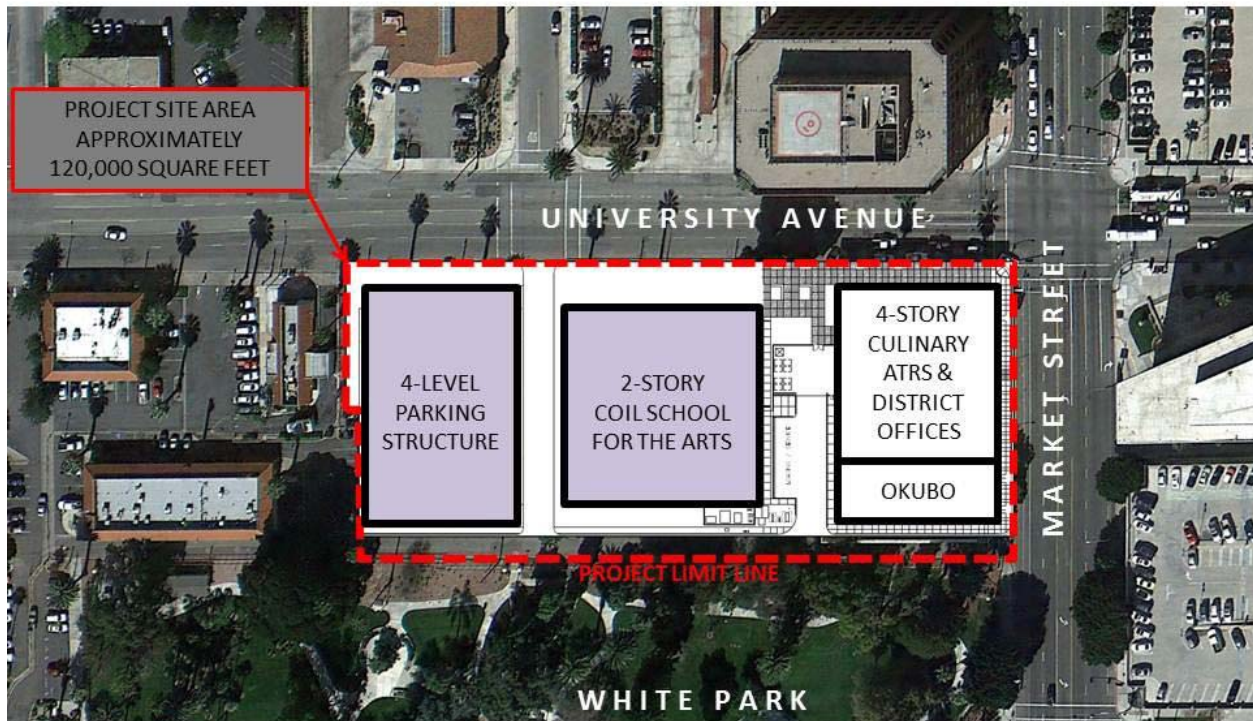 PROJECT SITE AREA
APPROXIMATELY
120,000 SQUARE FEET
UNIVERSITY AVENUE
MARKET STREET
4-LEVEL
PARKING
STRUCTURE
2-STORY
COIL SCHOOL
FOR THE ARTS
4-STORY
CULINARY
ATRS &
DISTRICT
OFFICES
OKUBO
PROJECT LIMIT LINE
WHITE PARK